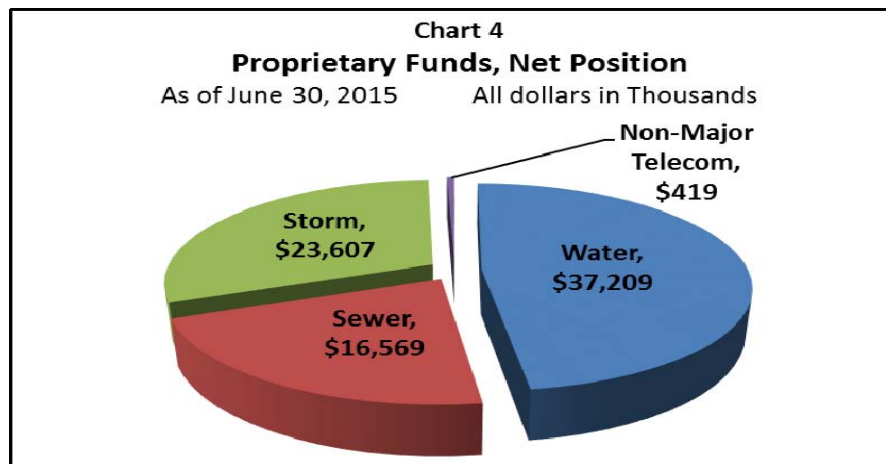 Chart 4
Proprietary Funds, Net Position
As of June 30, 2015 All dollars in Thousands
Non-Major
Telecom,
$419
Storm,
$23,607
Water,
$37,209
Sewer,
$16,569